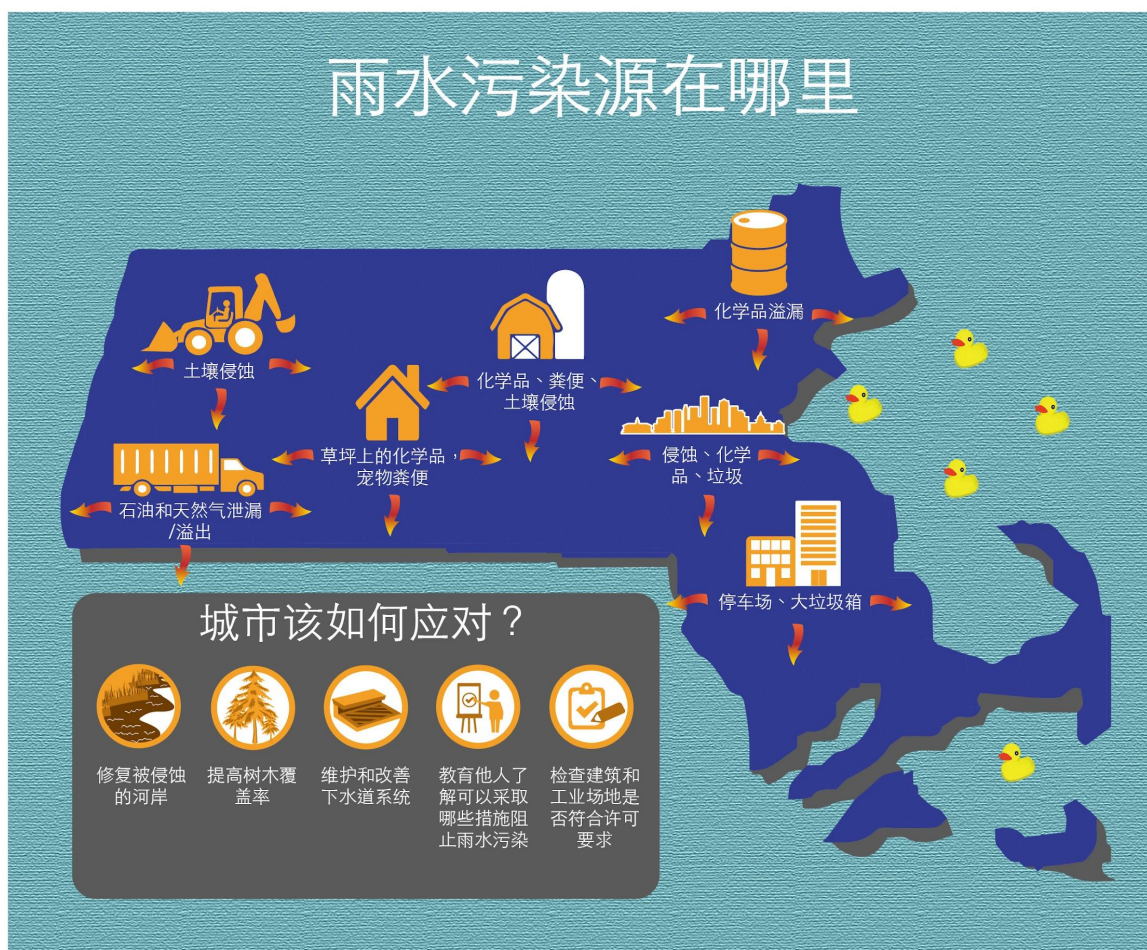 雨水污染源在哪里
化学品溢漏
土壤侵蚀
化学品、粪便、
土壤侵蚀
草坪上的化学品，
宠物粪便
侵蚀、化学
品、垃圾
石油和天然气泄漏
/溢出
停车场、大垃圾箱
城市该如何应对？
修复被侵蚀
的河岸
提高树木覆
盖率
维护和改善
下水道系统
教育他人了
解可以采取
哪些措施阻
止雨水污染
检查建筑和
工业场地是
否符合许可
要求